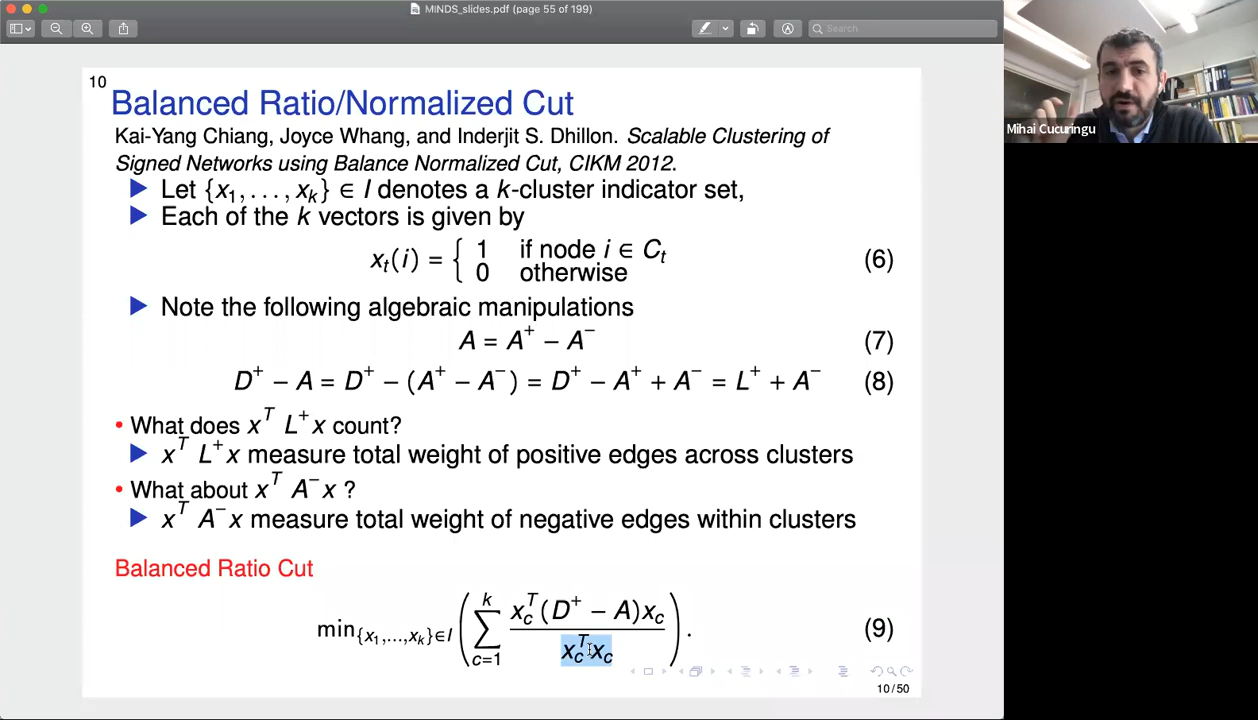 MINDS_slides.pdf (page 55 of 199)
Search
10
Balanced Ratio/Normalized Cut
Kai-Yang Chiang, Joyce Whang, and Inderjit S. Dhillon. Scalable Clustering of
Signed Networks using Balance Normalized Cut, CIKM 2012.
▶ Let {x₁, . . . , xₖ} ∈ I denotes a k-cluster indicator set,
▶ Each of the k vectors is given by
xₜ(i) = { 1 if node i ∈ Cₜ
0 otherwise (6)
▶ Note the following algebraic manipulations
A = A⁺ − A⁻ (7)
D⁺ − A = D⁺ − (A⁺ − A⁻) = D⁺ − A⁺ + A⁻ = L⁺ + A⁻ (8)
• What does xᵀ L⁺x count?
▶ xᵀ L⁺x measure total weight of positive edges across clusters
• What about xᵀ A⁻x ?
▶ xᵀ A⁻x measure total weight of negative edges within clusters
Balanced Ratio Cut
min_{x₁,...,xₖ}∈I ( ∑_{c=1}^{k} x_cᵀ(D⁺ − A)x_c / x_cᵀx_c ) . (9)
10/50
Mihai Cucuringu